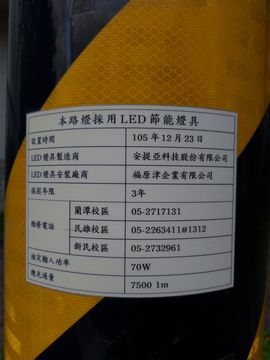 本路燈採用LED節能燈具
設置時間 105年12月23日
LED燈具製造商 安提亞科技股份有限公司
LED燈具安裝廠商 福原津企業有限公司
保固年限 3年
維修電話 蘭潭校區 05-2717131
民雄校區 05-2263411#1312
新民校區 05-2732961
核定輸入功率 70W
總光通量 7500 1m